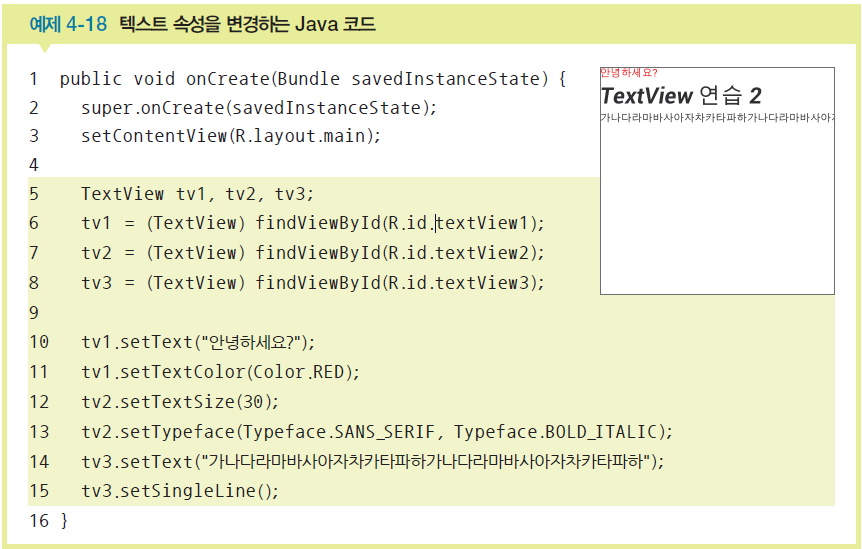 예제 4-18 텍스트 속성을 변경하는 Java 코드
1 public void onCreate(Bundle savedInstanceState) {
2 super.onCreate(savedInstanceState);
3 setContentView(R.layout.main);
4
5 TextView tv1, tv2, tv3;
6 tv1 = (TextView) findViewById(R.id.textView1);
7 tv2 = (TextView) findViewById(R.id.textView2);
8 tv3 = (TextView) findViewById(R.id.textView3);
9
10 tv1.setText("안녕하세요?");
11 tv1.setTextColor(Color.RED);
12 tv2.setTextSize(30);
13 tv2.setTypeface(Typeface.SANS_SERIF, Typeface.BOLD_ITALIC);
14 tv3.setText("가나다라마바사아자차카타파하가나다라마바사아자차카타파하");
15 tv3.setSingleLine();
16 }
안녕하세요?
TextView 연습 2
가나다라마바사아자차카타파하가나다라마바사아